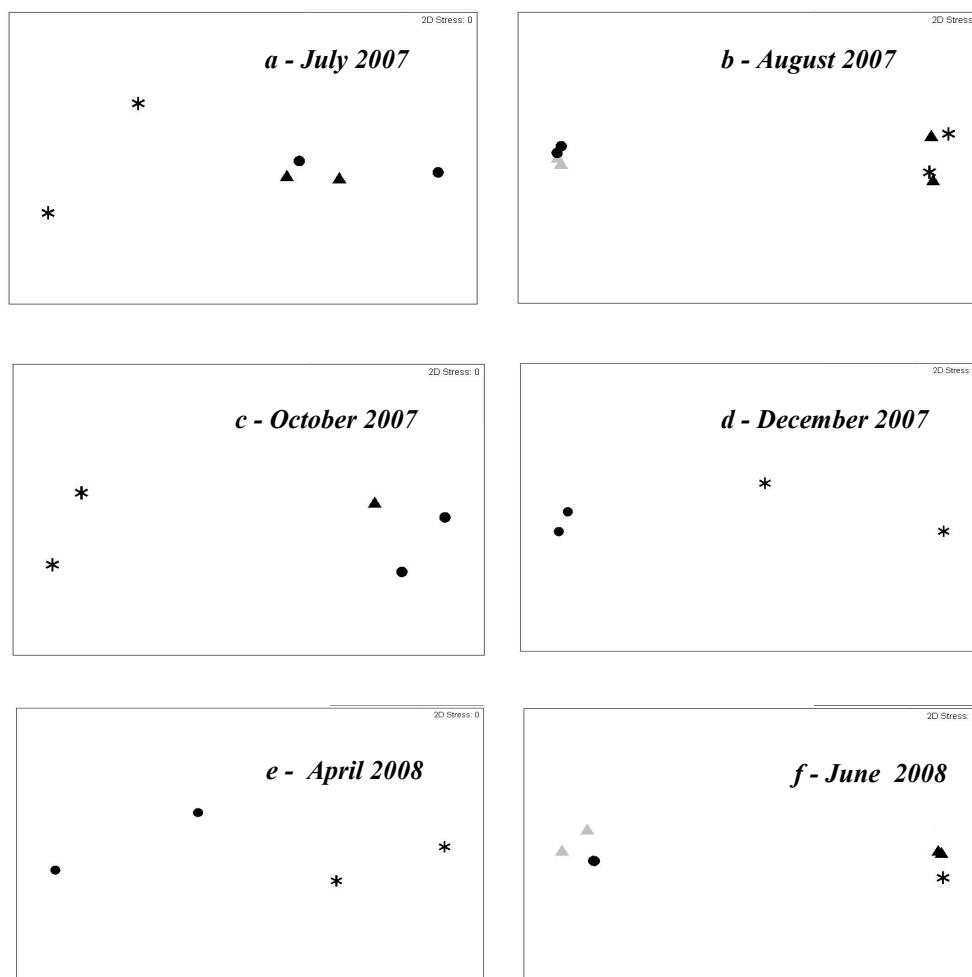 2D Stress: 0
a - July 2007
2D Stress:
b - August 2007
2D Stress: 0
c - October 2007
2D Stress:
d - December 2007
2D Stress: 0
e - April 2008
2D Stress:
f - June 2008